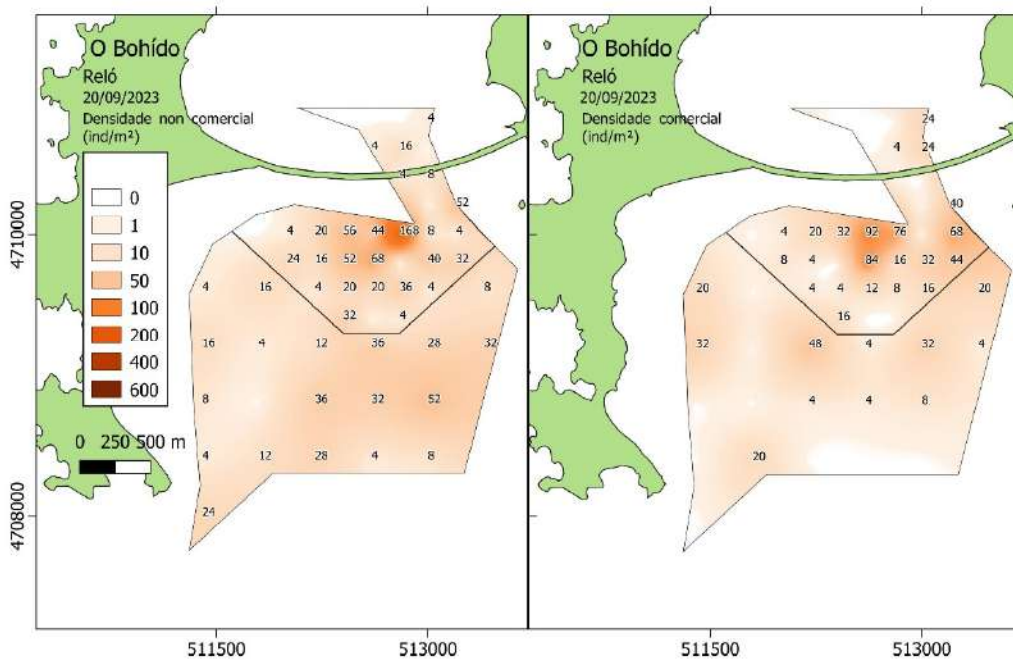 O Bohído
Reló
20/09/2023
Densidade non comercial
(ind/m²)
0
1
10
50
100
200
400
600
0 250 500 m
4
4 16
4 8
52
4 20 56 44 168 8 4
24 16 52 68 40 32
4 16 4 20 20 36 4 8
32 4
16 4 12 36 28 32
8 36 32 52
4 12 28 4 8
24
4710000
4708000
511500 513000
O Bohído
Reló
20/09/2023
Densidade comercial
(ind/m²)
24
4 24
40
4 20 32 92 76 68
8 4 84 16 32 44
20 4 4 12 8 16 20
16
32 48 4 32 4
4 4 8
20
511500 513000